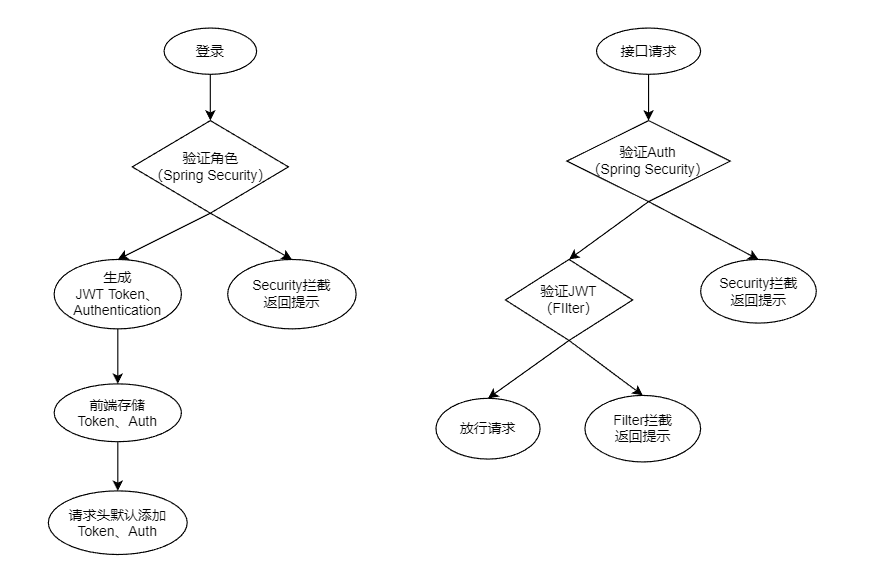 登录
验证角色
（Spring Security）
生成
JWT Token、
Authentication
Security拦截
返回提示
前端存储
Token、Auth
请求头默认添加
Token、Auth
接口请求
验证Auth
（Spring Security）
验证JWT
（FIlter）
Security拦截
返回提示
放行请求
Filter拦截
返回提示